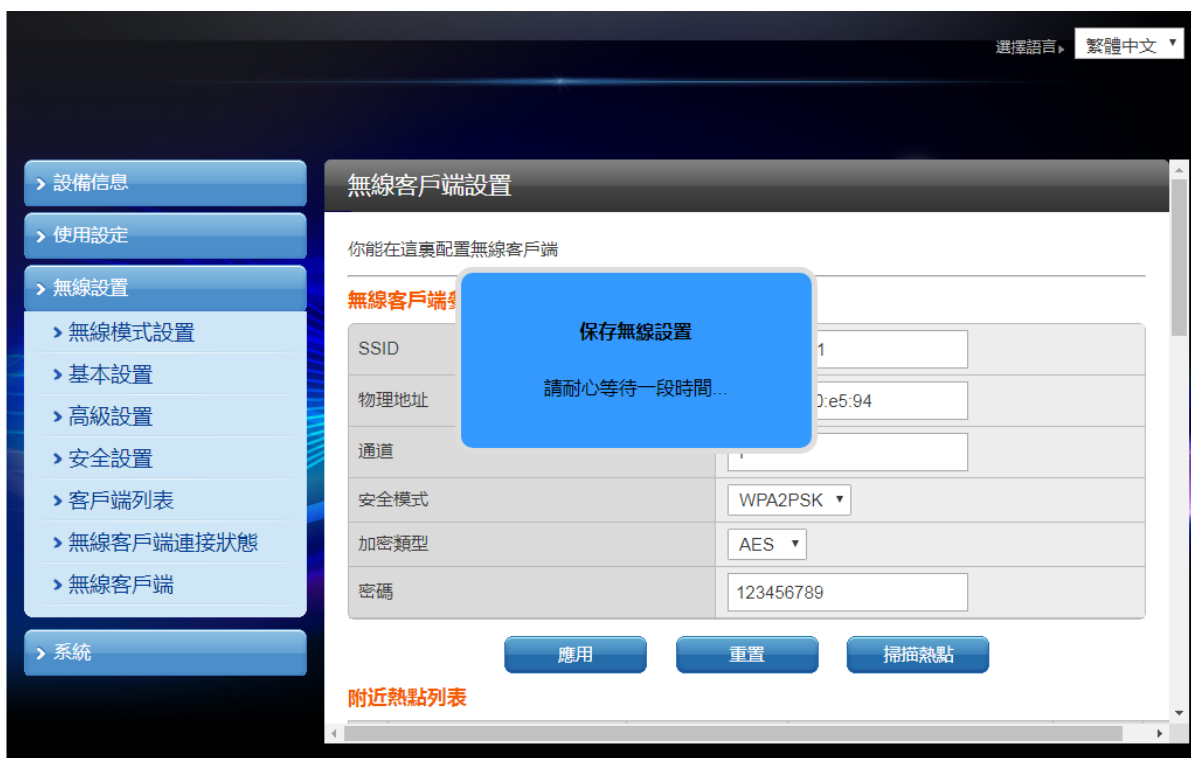 選擇語言
繁體中文
設備信息
使用設定
無線設置
無線模式設置
基本設置
高級設置
安全設置
客戶端列表
無線客戶端連接狀態
無線客戶端
系統
無線客戶端設置
你能在這裏配置無線客戶端
無線客戶端
保存無線設置
請耐心等待一段時間...
SSID
1
物理地址
:e5:94
通道
安全模式
WPA2PSK
加密類型
AES
密碼
123456789
應用
重置
掃描熱點
附近熱點列表